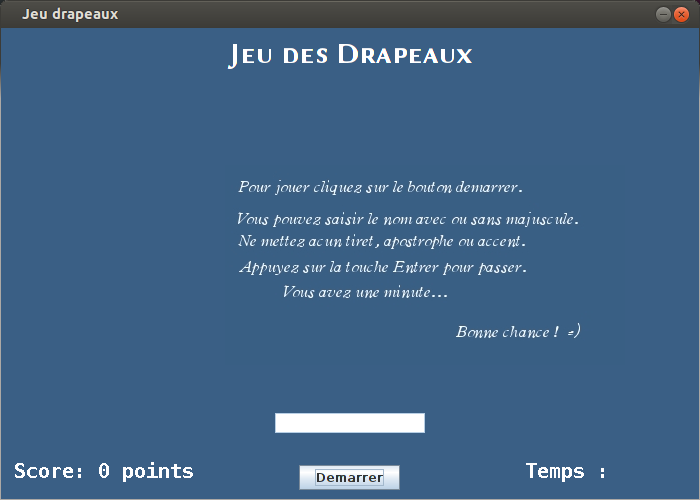 Jeu drapeaux
Jeu des Drapeaux
Pour jouer cliquez sur le bouton demarrer.
Vous pouvez saisir le nom avec ou sans majuscule.
Ne mettez acun tiret, apostrophe ou accent.
Appuyez sur la touche Entrer pour passer.
Vous avez une minute...
Bonne chance ! =)
Score: 0 points
Demarrer
Temps :